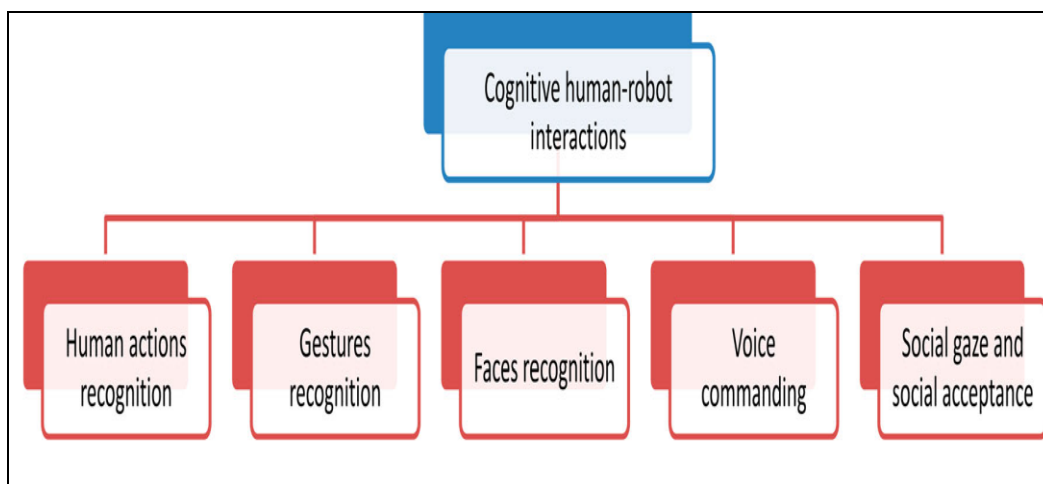 Cognitive human-robot
interactions
Human actions
recognition
Gestures
recognition
Faces recognition
Voice
commanding
Social gaze and
social acceptance